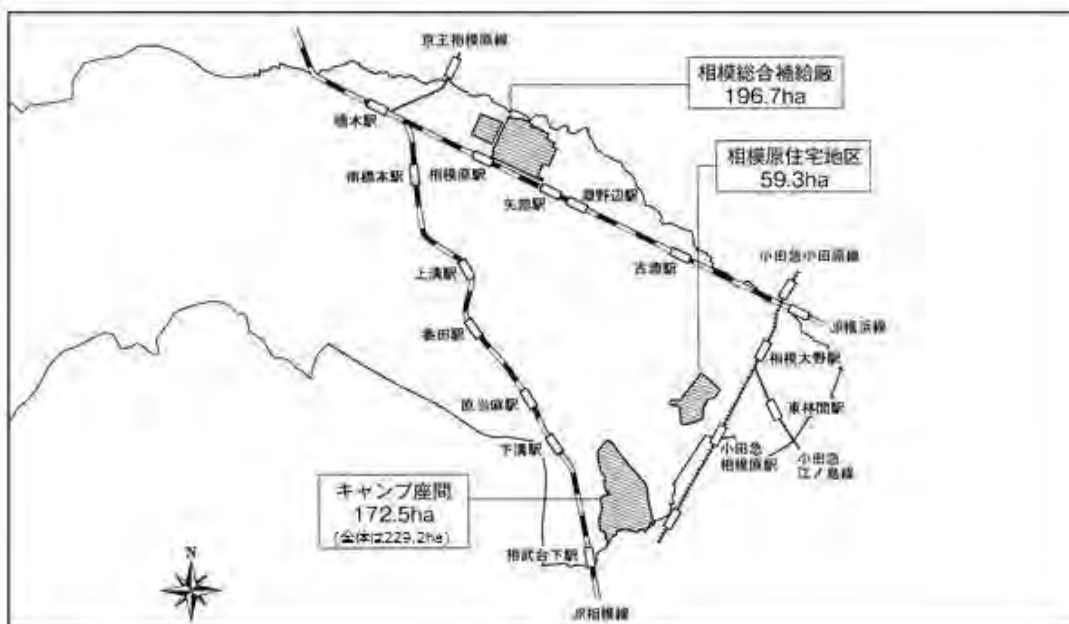 京王相模原線
相模総合補給廠
196.7ha
橋本駅
南橋本駅
相模原駅
矢部駅
淵野辺駅
相模原住宅地区
59.3ha
古淵駅
小田急小田原線
上溝駅
JR横浜線
番田駅
相模大野駅
原当麻駅
東林間駅
下溝駅
小田急
相模原駅
小田急
江ノ島線
キャンプ座間
172.5ha
(全体は229.2ha)
相武台下駅
N
JR相模線